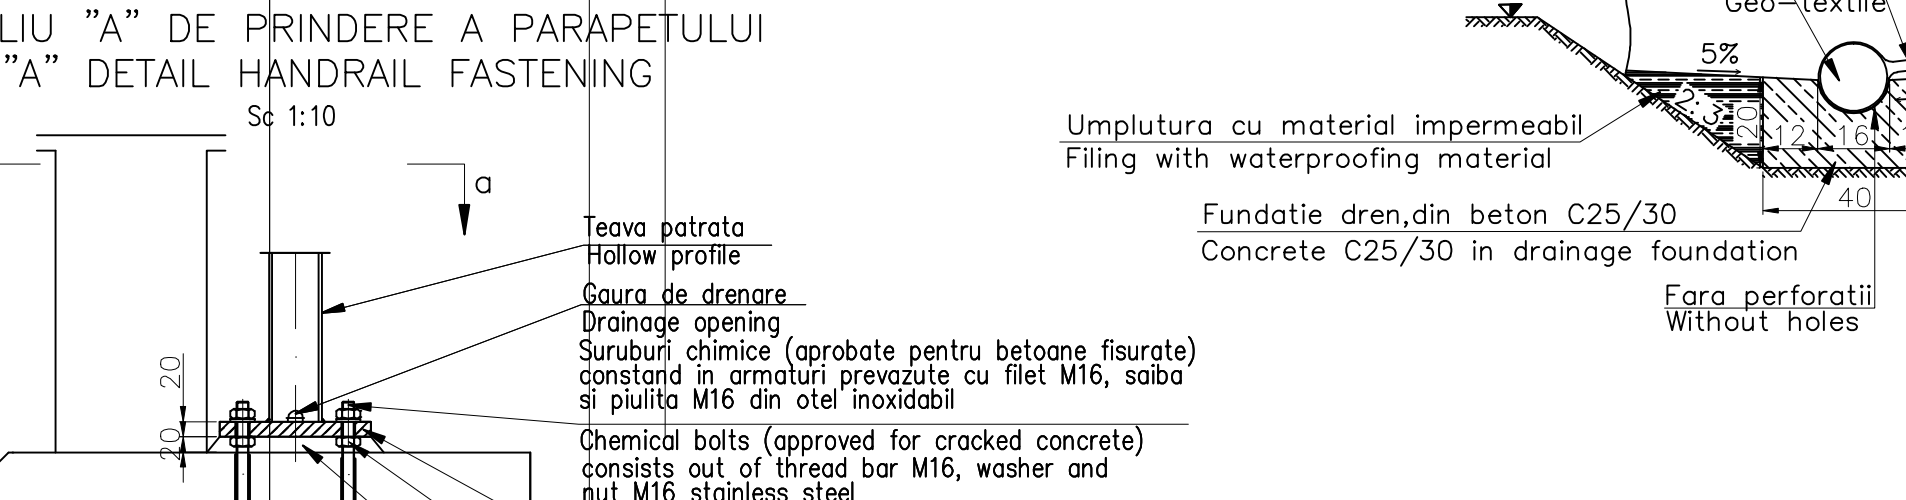 LIU "A" DE PRINDERE A PARAPETULUI
"A" DETAIL HANDRAIL FASTENING
Sc 1:10
a
Teava patrata
Hollow profile
Gaura de drenare
Drainage opening
Suruburi chimice (aprobate pentru betoane fisurate)
constand in armaturi prevazute cu filet M16, saiba
si piulita M16 din otel inoxidabil
Chemical bolts (approved for cracked concrete)
consists out of thread bar M16, washer and
nut M16 stainless steel
20
20
Geo-textile
5%
2:3
20
12
16
40
Umplutura cu material impermeabil
Filing with waterproofing material
Fundatie dren,din beton C25/30
Concrete C25/30 in drainage foundation
Fara perforatii
Without holes